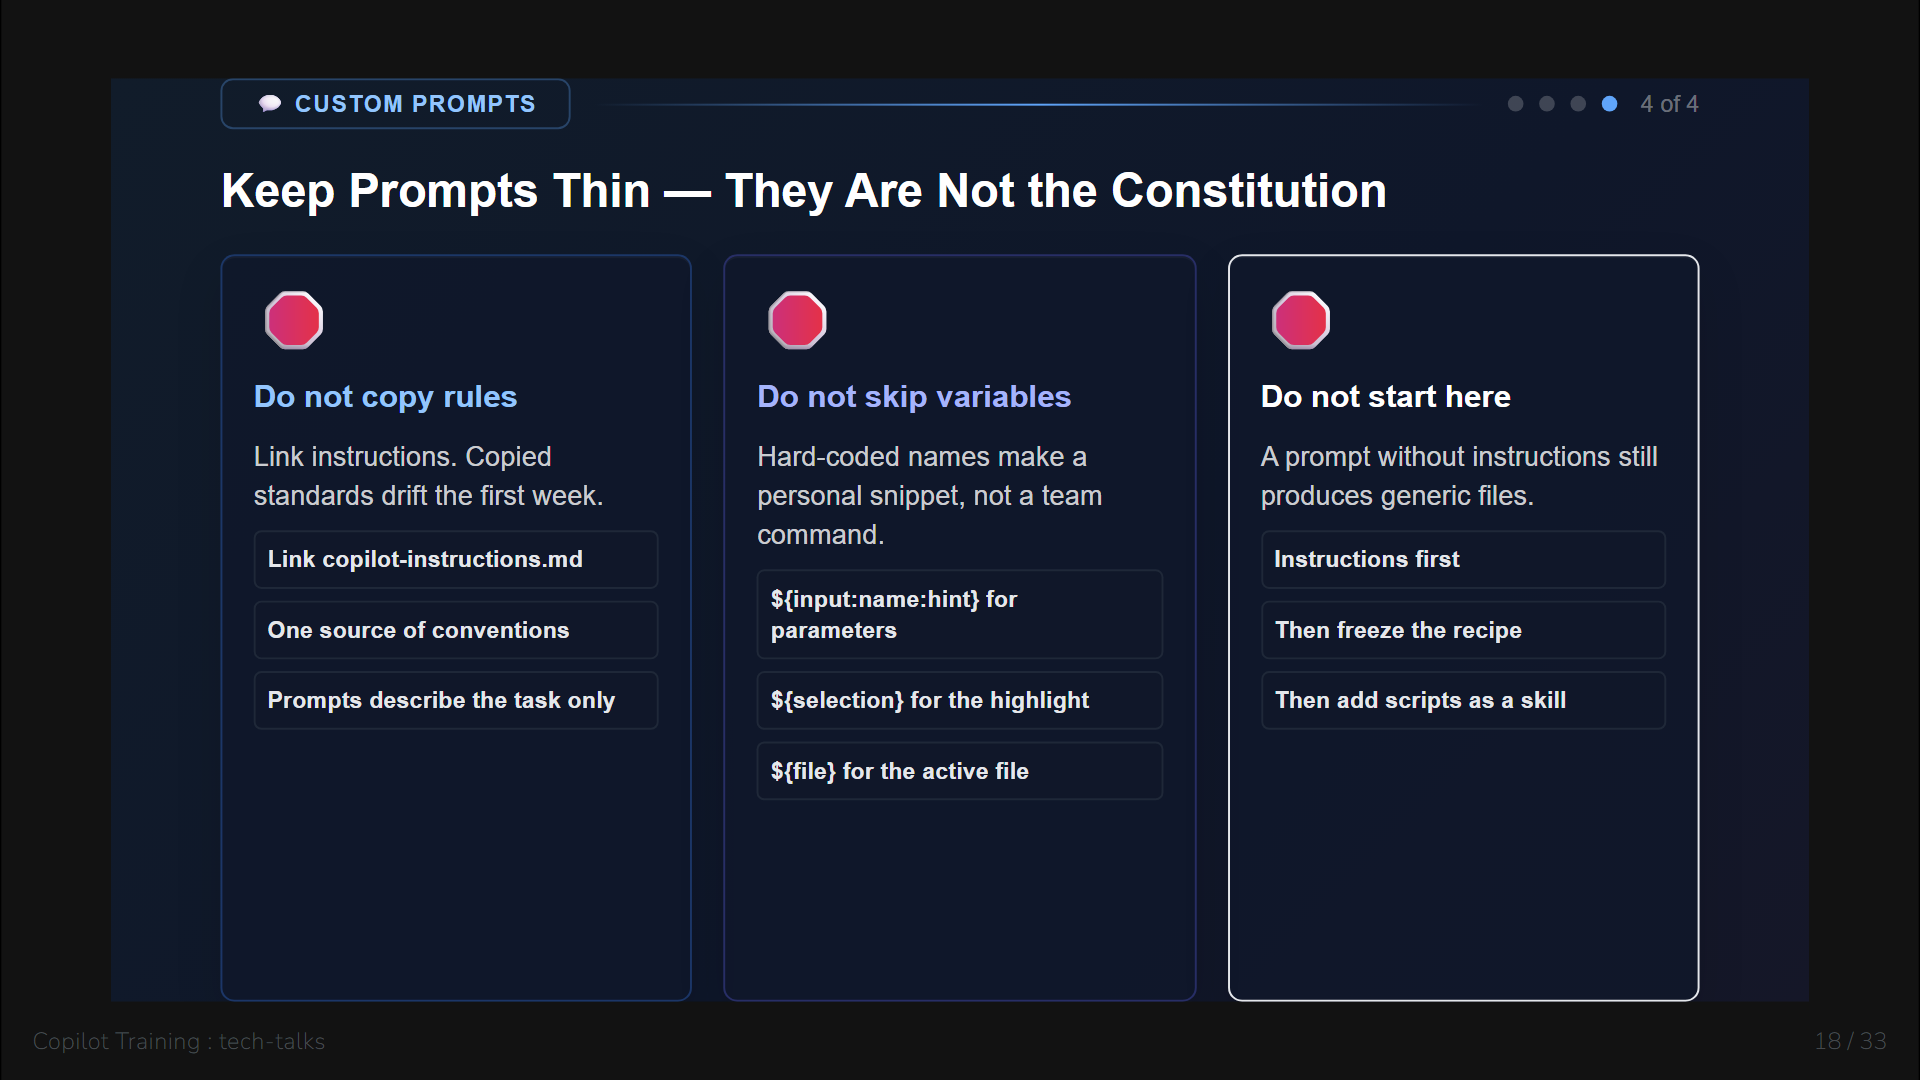 CUSTOM PROMPTS
4 of 4
Keep Prompts Thin — They Are Not the Constitution
Do not copy rules
Link instructions. Copied
standards drift the first week.
Link copilot-instructions.md
One source of conventions
Prompts describe the task only
Do not skip variables
Hard-coded names make a
personal snippet, not a team
command.
${input:name:hint} for
parameters
${selection} for the highlight
${file} for the active file
Do not start here
A prompt without instructions still
produces generic files.
Instructions first
Then freeze the recipe
Then add scripts as a skill
Copilot Training : tech-talks
18 / 33